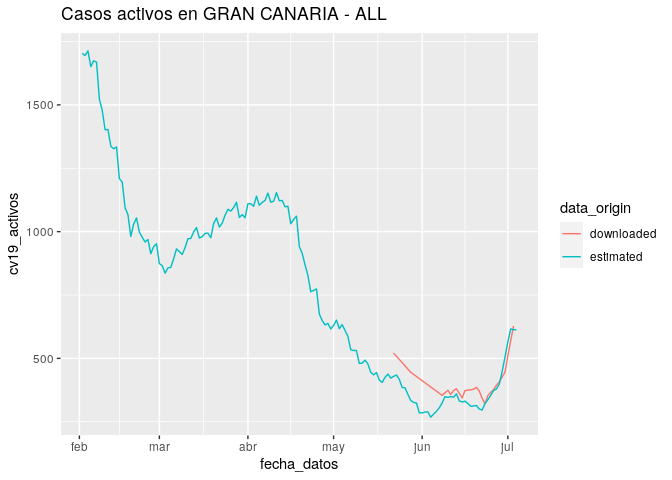 Casos activos en GRAN CANARIA - ALL
cv19_activos
1500
1000
500
feb mar abr may jun jul
fecha_datos
data_origin
downloaded
estimated